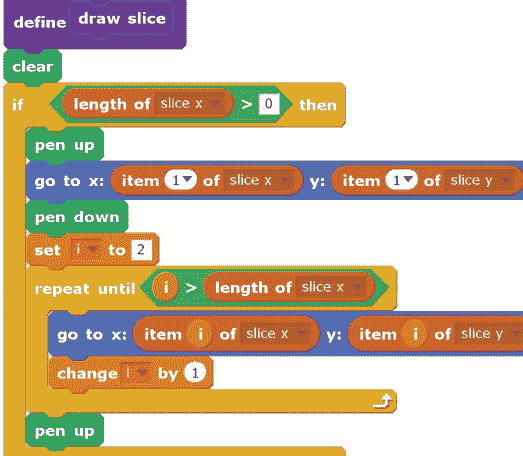 define draw slice
clear
if length of slice x > 0 then
pen up
go to x: item 1 of slice x y: item 1 of slice y
pen down
set i to 2
repeat until i > length of slice x
go to x: item i of slice x y: item i of slice y
change i by 1
pen up